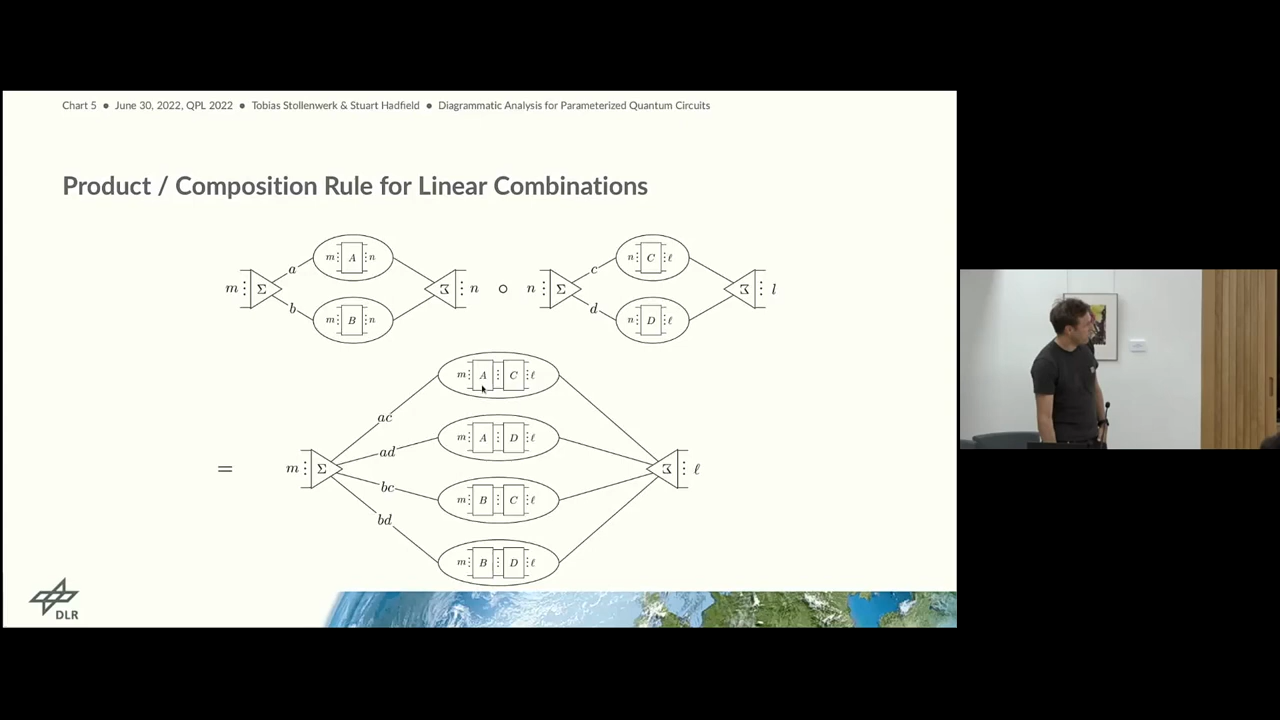 Chart 5 • June 30, 2022, QPL 2022 • Tobias Stollenwerk & Stuart Hadfield • Diagrammatic Analysis for Parameterized Quantum Circuits
Product / Composition Rule for Linear Combinations
m ⋮ Σ a m ⋮ A ⋮ n b m ⋮ B ⋮ n Σ ⋮ n ∘ n ⋮ Σ c n ⋮ C ⋮ ℓ d n ⋮ D ⋮ ℓ Σ ⋮ l
= m ⋮ Σ
ac m ⋮ A ⋮ C ⋮ ℓ
ad m ⋮ A ⋮ D ⋮ ℓ
bc m ⋮ B ⋮ C ⋮ ℓ
bd m ⋮ B ⋮ D ⋮ ℓ
Σ ⋮ ℓ
DLR